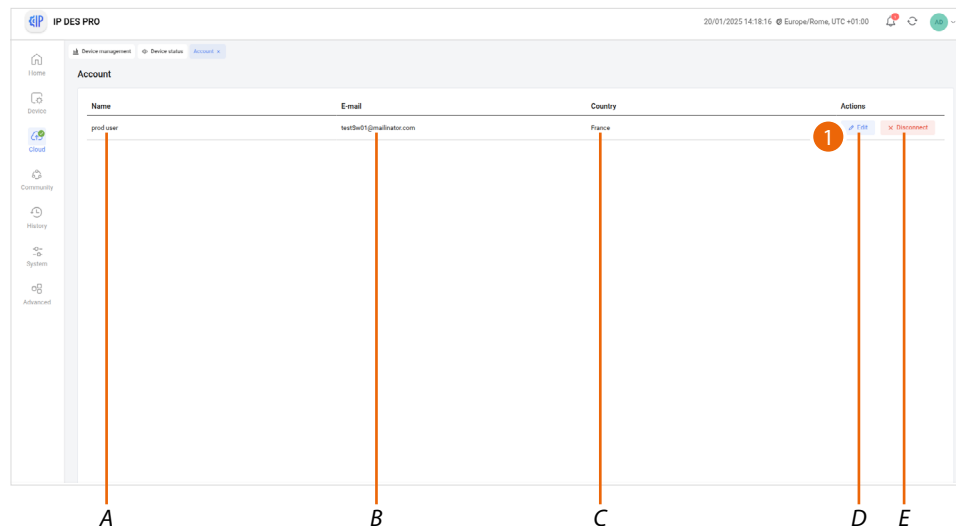 IP DES PRO
20/01/2025 14:18:16 @ Europe/Rome, UTC +01:00
AD
Device management
Device status
Account ×
Home
Device
Cloud
Community
History
System
Advanced
Account
Name E-mail Country Actions
prod user test5w01@mailinator.com France Edit × Disconnect
1
A B C D E